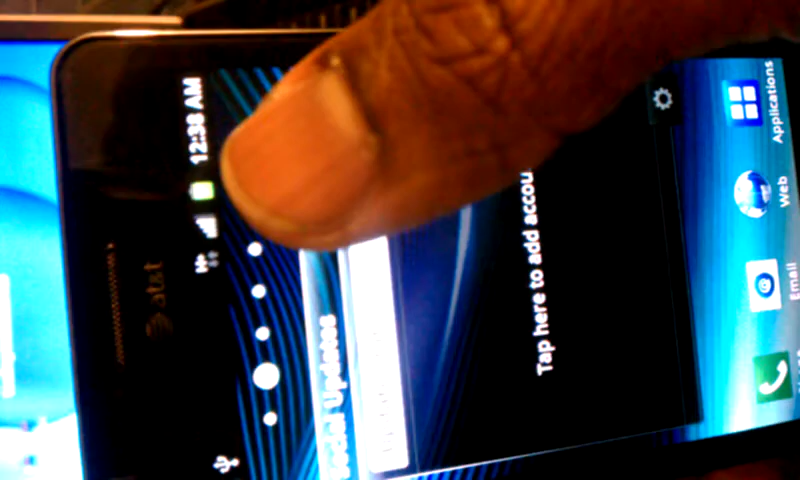 12:38 AM
at&t
Social Updates
Tap here to add accou
Email
Web
Applications